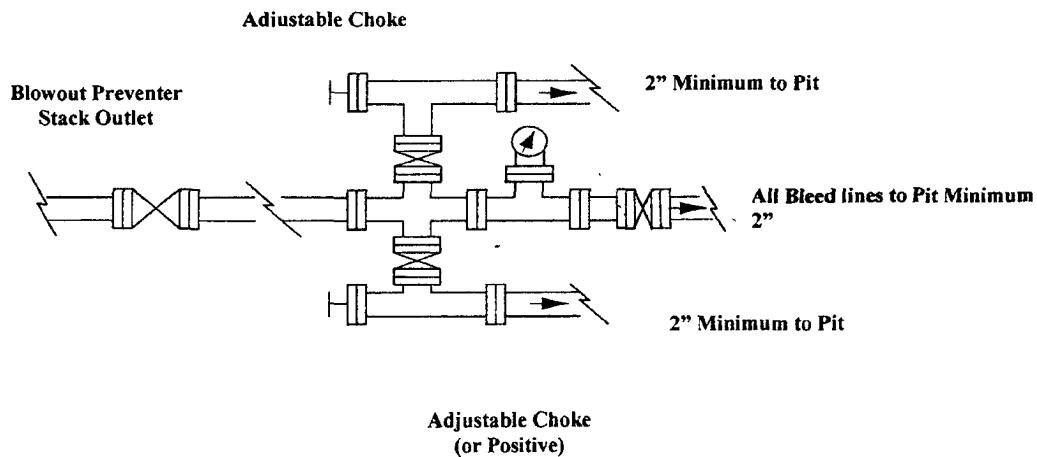 Adjustable Choke
Blowout Preventer
Stack Outlet
2” Minimum to Pit
All Bleed lines to Pit Minimum
2”
2” Minimum to Pit
Adjustable Choke
(or Positive)